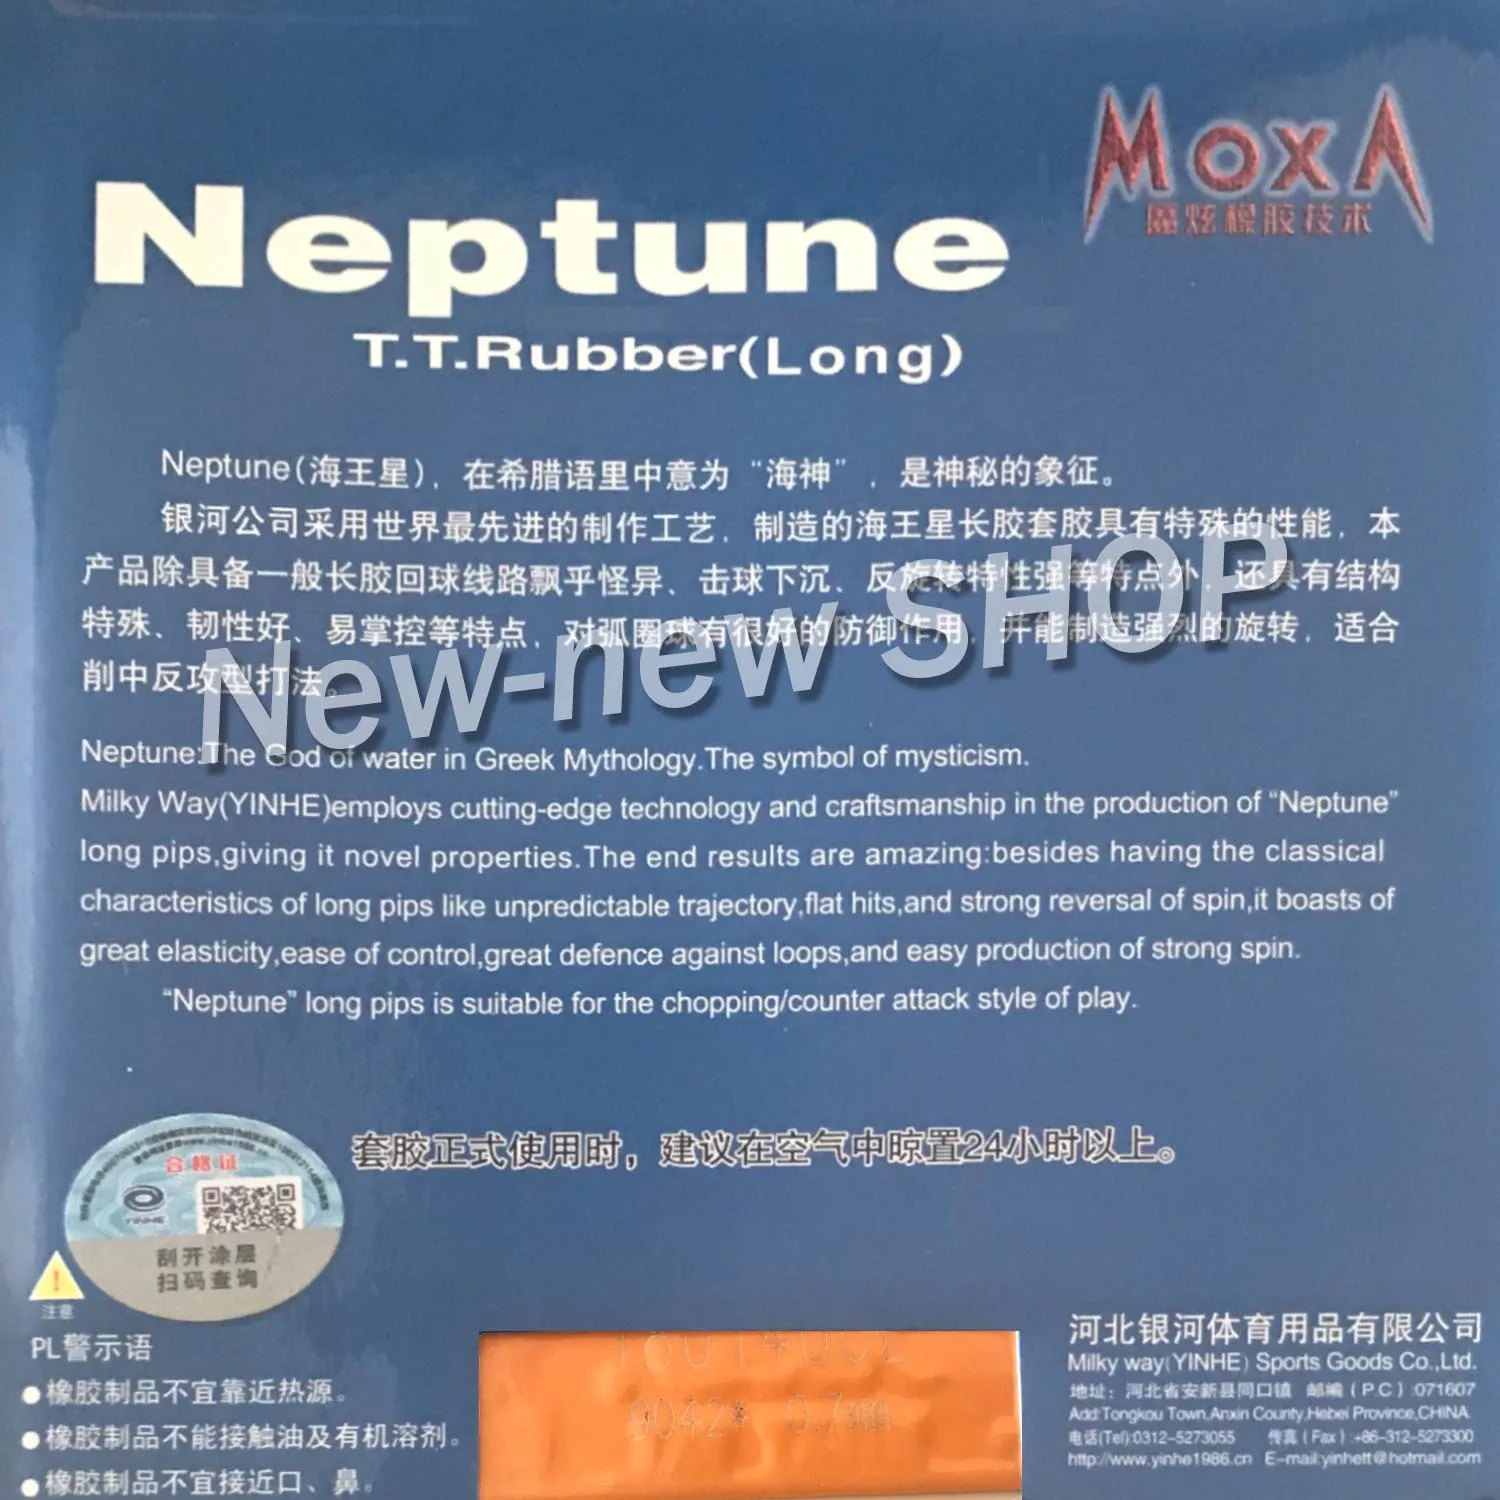 MOXA
魔炫橡胶技术
Neptune
T.T.Rubber(Long)
Neptune(海王星),在希腊语里中意为“海神”,是神秘的象征。
银河公司采用世界最先进的制作工艺,制造的海王星长胶套胶具有特殊的性能,本
产品除具备一般长胶回球线路飘乎怪异、击球下沉、反旋转特性强等特点外,还具有结构
特殊、韧性好、易掌控等特点,对弧圈球有很好的防御作用,并能制造强烈的旋转,适合
削中反攻型打法。
New-new SHOP
Neptune:The God of water in Greek Mythology.The symbol of mysticism.
Milky Way(YINHE)employs cutting-edge technology and craftsmanship in the production of “Neptune”
long pips,giving it novel properties.The end results are amazing:besides having the classical
characteristics of long pips like unpredictable trajectory,flat hits,and strong reversal of spin,it boasts of
great elasticity,ease of control,great defence against loops,and easy production of strong spin.
“Neptune” long pips is suitable for the chopping/counter attack style of play.
套胶正式使用时,建议在空气中晾置24小时以上。
合格证
YINHE
刮开涂层
扫码查询
注意
PL警示语
●橡胶制品不宜靠近热源。
●橡胶制品不能接触油及有机溶剂。
●橡胶制品不宜接近口、鼻。
9042* 0.7
河北银河体育用品有限公司
Milky way(YINHE) Sports Goods Co.,Ltd.
地址:河北省安新县同口镇 邮编(P.C):071607
Add:Tongkou Town,Anxin County,Hebei Province,CHINA.
电话(Tel):0312-5273055 传真(Fax):+86-312-5273300
http://www.yinhe1986.cn E-mail:yinhett@hotmail.com